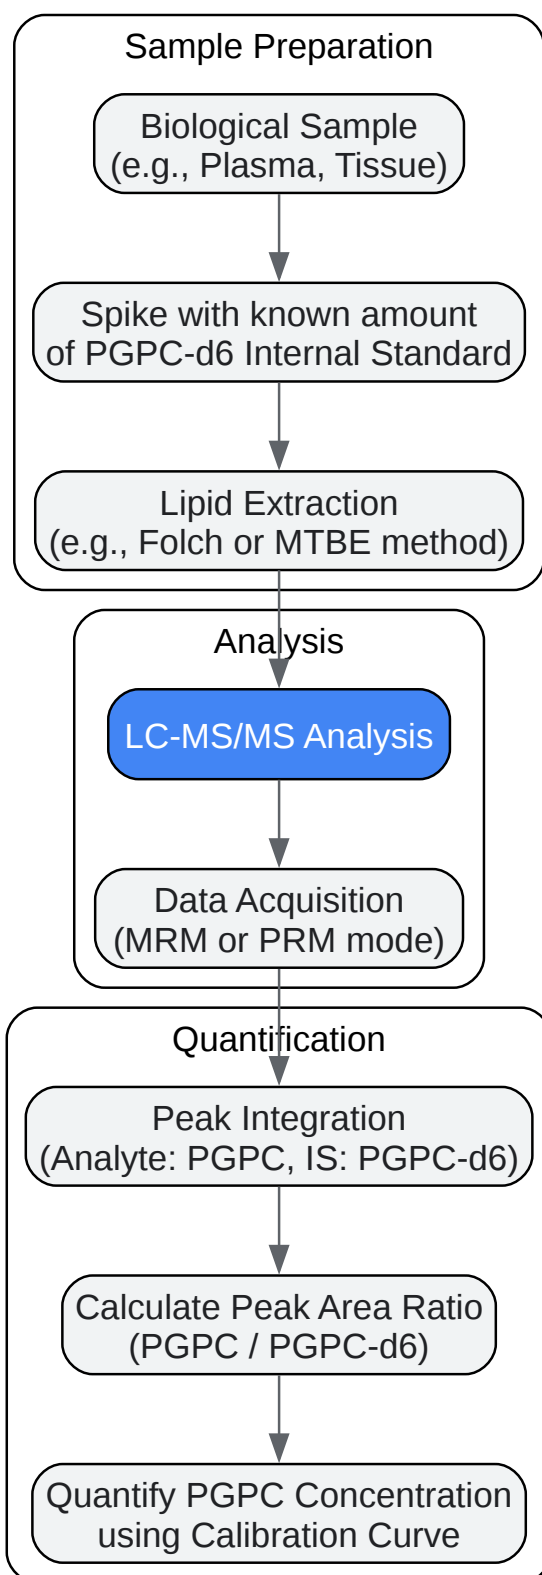 Sample Preparation
Biological Sample
(e.g., Plasma, Tissue)
Spike with known amount
of PGPC-d6 Internal Standard
Lipid Extraction
(e.g., Folch or MTBE method)
Analysis
LC-MS/MS Analysis
Data Acquisition
(MRM or PRM mode)
Quantification
Peak Integration
(Analyte: PGPC, IS: PGPC-d6)
Calculate Peak Area Ratio
(PGPC / PGPC-d6)
Quantify PGPC Concentration
using Calibration Curve